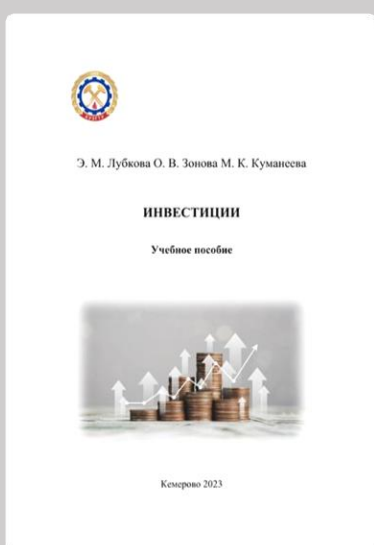 Э. М. Лубкова О. В. Зонова М. К. Куманеева
ИНВЕСТИЦИИ
Учебное пособие
Кемерово 2023